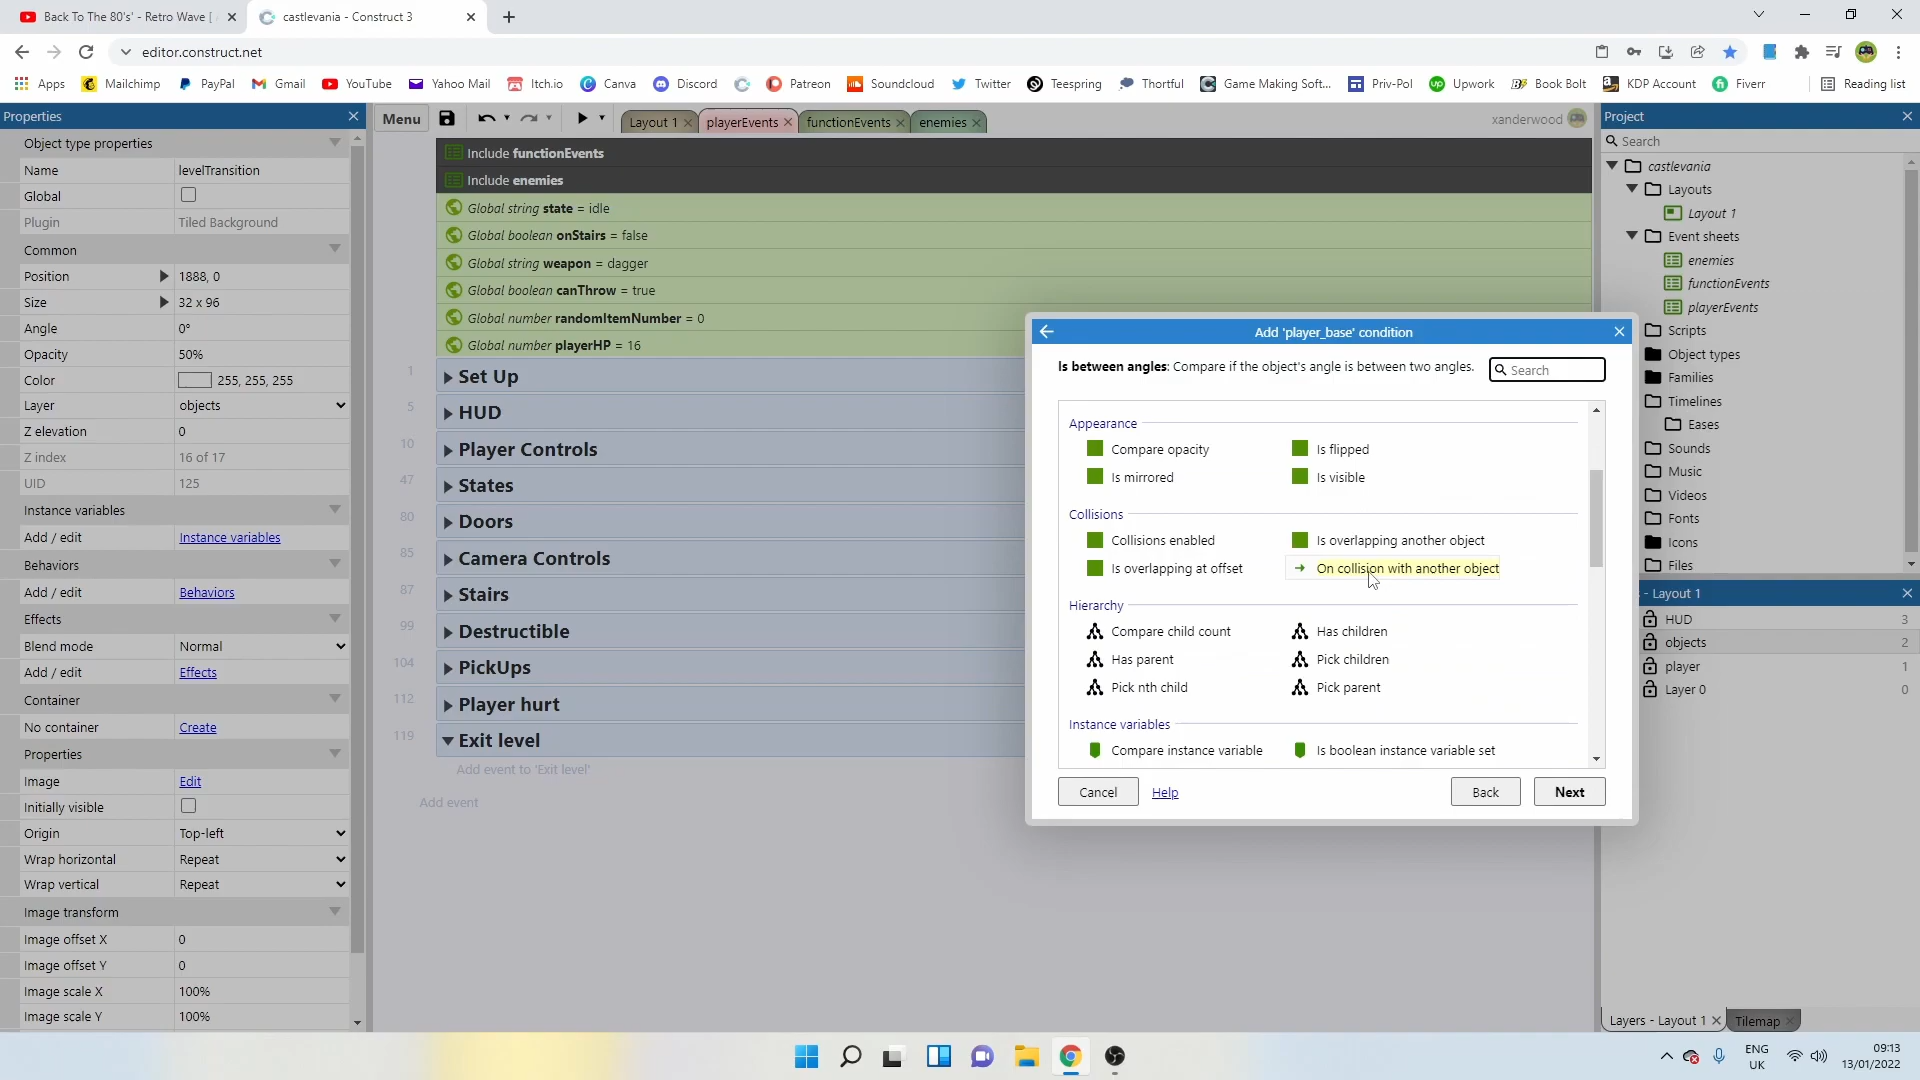 Back To The 80's' - Retro Wave [
castlevania - Construct 3
editor.construct.net
Apps
Mailchimp
PayPal
Gmail
YouTube
Yahoo Mail
Itch.io
Canva
Discord
Patreon
Soundcloud
Twitter
Teespring
Thortful
Game Making Soft...
Priv-Pol
Upwork
Book Bolt
KDP Account
Fiverr
Reading list
Properties
Menu
Layout 1
playerEvents
functionEvents
enemies
xanderwood
Project
Object type properties
Name levelTransition
Global
Plugin Tiled Background
Common
Position 1888, 0
Size 32 x 96
Angle 0°
Opacity 50%
Color 255, 255, 255
Layer objects
Z elevation 0
Z index 16 of 17
UID 125
Instance variables
Add / edit Instance variables
Behaviors
Add / edit Behaviors
Effects
Blend mode Normal
Add / edit Effects
Container
No container Create
Properties
Image Edit
Initially visible
Origin Top-left
Wrap horizontal Repeat
Wrap vertical Repeat
Image transform
Image offset X 0
Image offset Y 0
Image scale X 100%
Image scale Y 100%
Include functionEvents
Include enemies
Global string state = idle
Global boolean onStairs = false
Global string weapon = dagger
Global boolean canThrow = true
Global number randomItemNumber = 0
Global number playerHP = 16
1 Set Up
5 HUD
10 Player Controls
47 States
80 Doors
85 Camera Controls
87 Stairs
99 Destructible
104 PickUps
112 Player hurt
119 Exit level
Add event to 'Exit level'
Add event
Add 'player_base' condition
Is between angles: Compare if the object's angle is between two angles.
Search
Appearance
Compare opacity
Is flipped
Is mirrored
Is visible
Collisions
Collisions enabled
Is overlapping another object
Is overlapping at offset
On collision with another object
Hierarchy
Compare child count
Has children
Has parent
Pick children
Pick nth child
Pick parent
Instance variables
Compare instance variable
Is boolean instance variable set
Cancel
Help
Back
Next
Search
castlevania
Layouts
Layout 1
Event sheets
enemies
functionEvents
playerEvents
Scripts
Object types
Families
Timelines
Eases
Sounds
Music
Videos
Fonts
Icons
Files
- Layout 1
HUD 3
objects 2
player 1
Layer 0 0
Layers - Layout 1
Tilemap
ENG
UK
09:13
13/01/2022